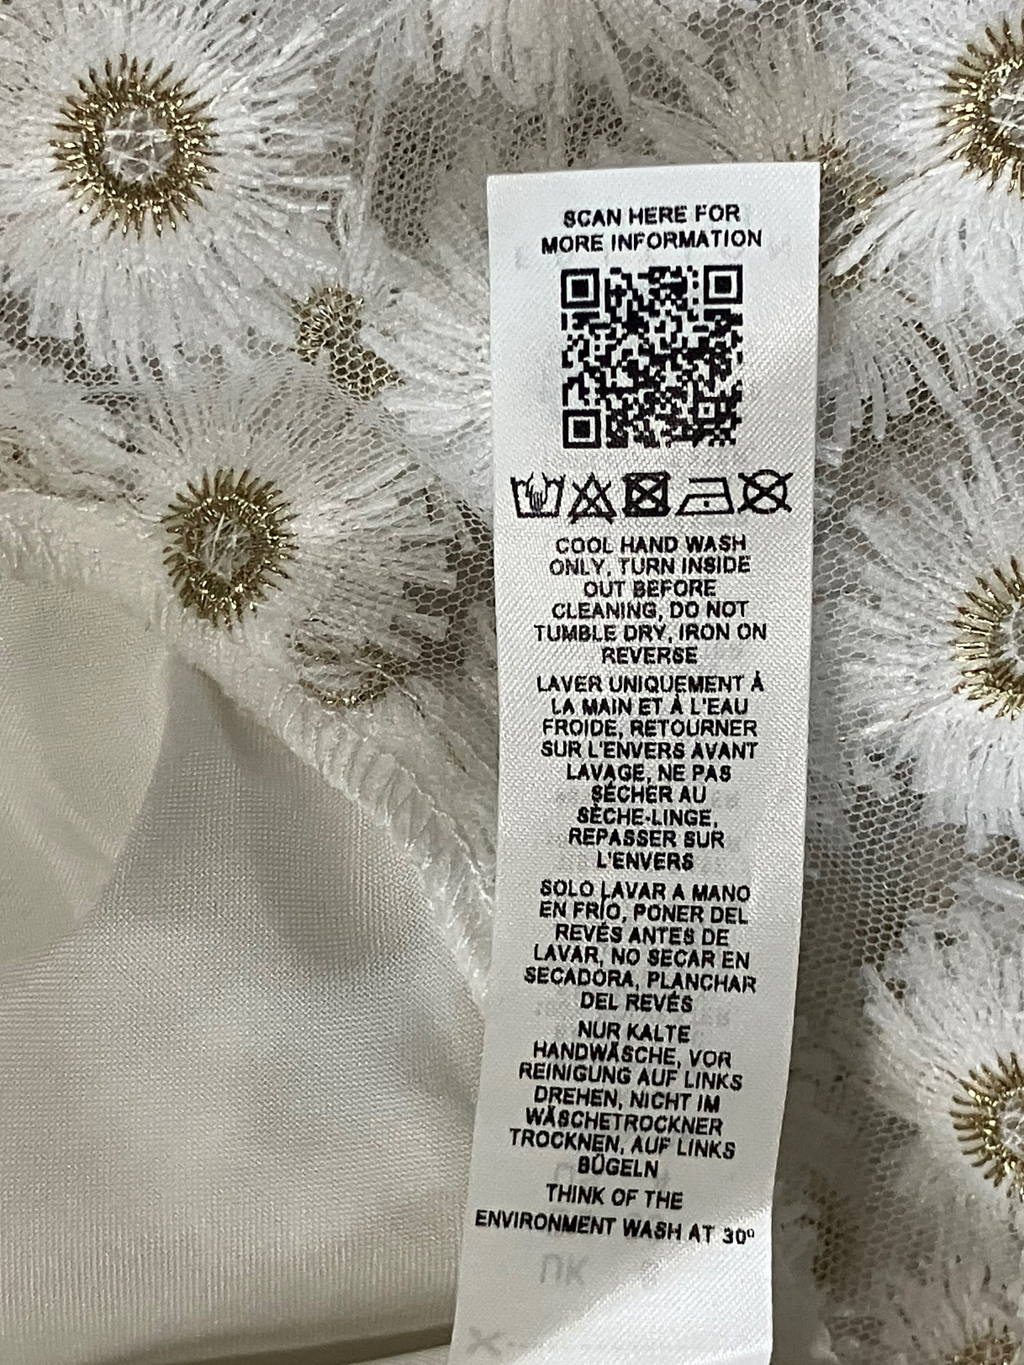 SCAN HERE FOR
MORE INFORMATION
COOL HAND WASH
ONLY, TURN INSIDE
OUT BEFORE
CLEANING, DO NOT
TUMBLE DRY, IRON ON
REVERSE
LAVER UNIQUEMENT À
LA MAIN ET À L'EAU
FROIDE, RETOURNER
SUR L'ENVERS AVANT
LAVAGE, NE PAS
SÉCHER AU
SÈCHE-LINGE,
REPASSER SUR
L'ENVERS
SOLO LAVAR A MANO
EN FRÍO, PONER DEL
REVÉS ANTES DE
LAVAR, NO SECAR EN
SECADORA, PLANCHAR
DEL REVÉS
NUR KALTE
HANDWÄSCHE, VOR
REINIGUNG AUF LINKS
DREHEN, NICHT IM
WÄSCHETROCKNER
TROCKNEN, AUF LINKS
BÜGELN
THINK OF THE
ENVIRONMENT WASH AT 30º